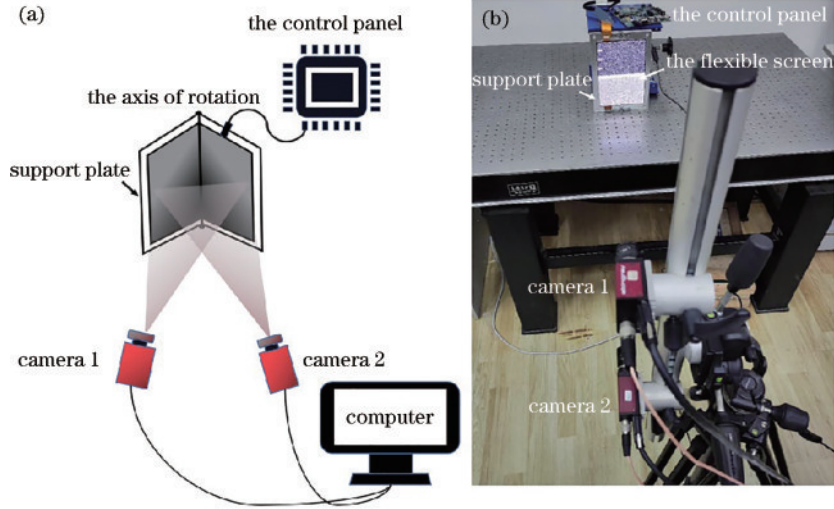 (a)
the control panel
the axis of rotation
support plate
camera 1
camera 2
computer
(b)
the control panel
the flexible screen
support plate
camera 1
camera 2